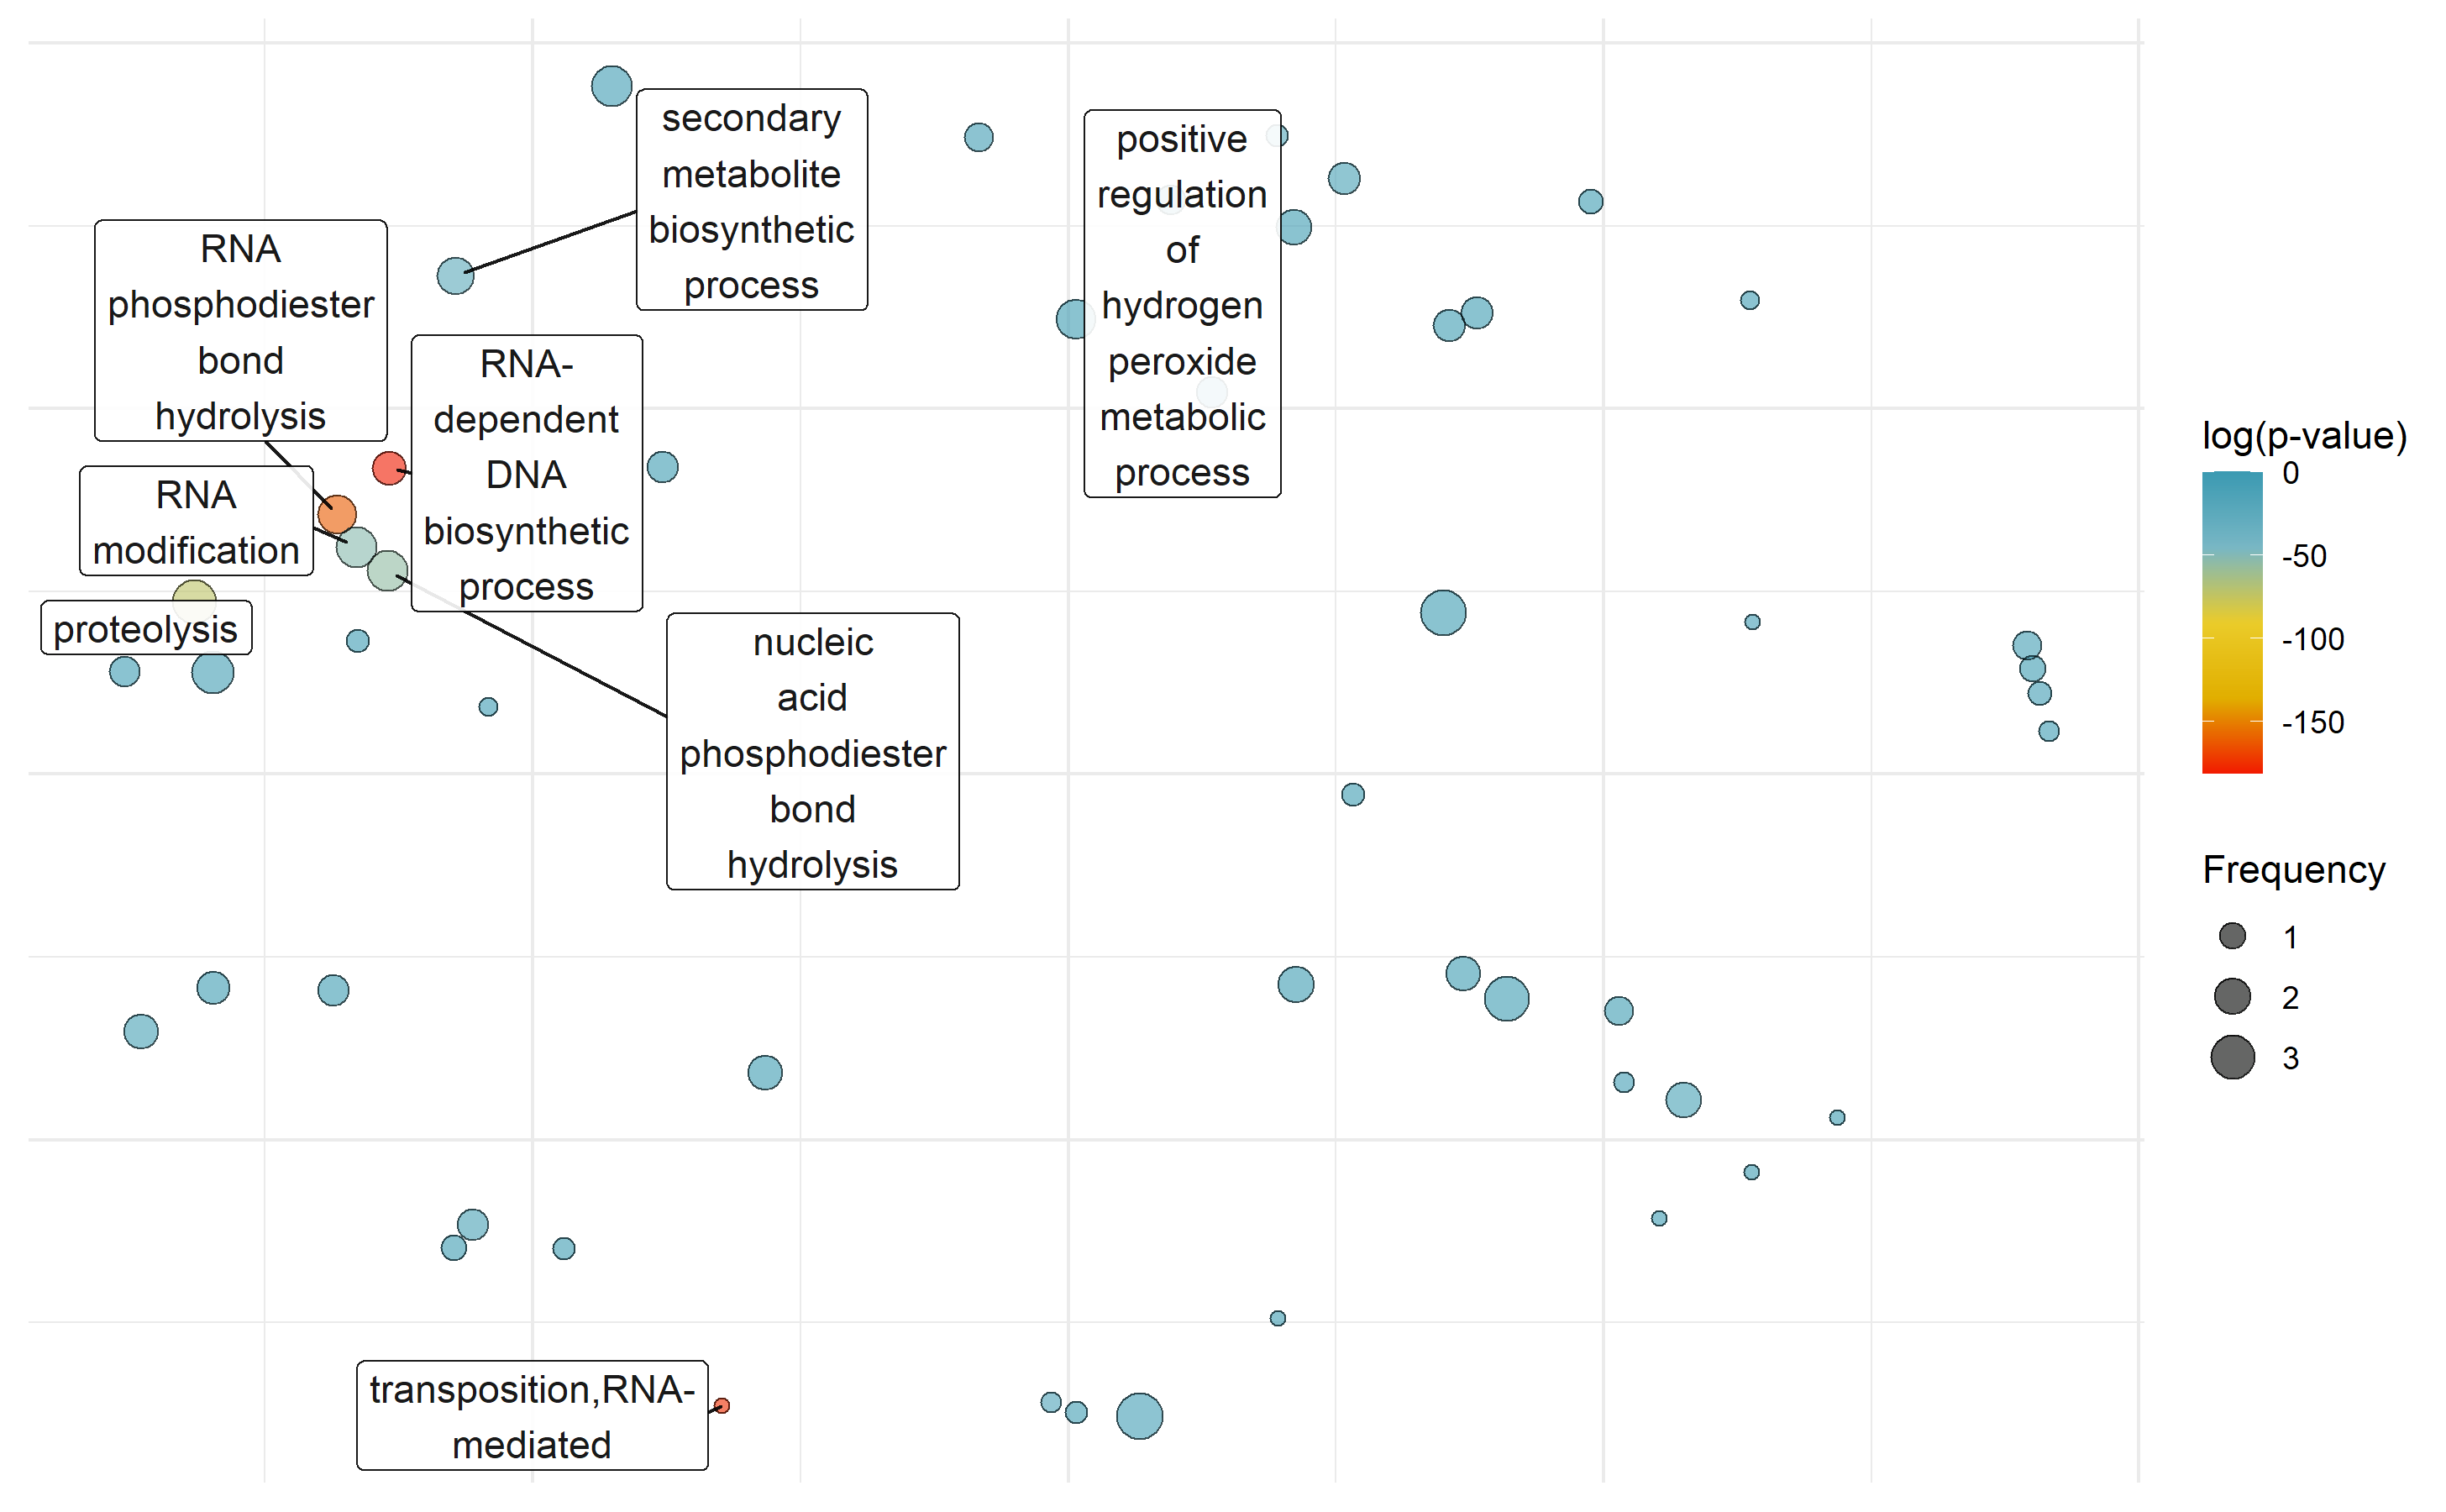 secondary
metabolite
biosynthetic
process
positive
regulation
of
hydrogen
peroxide
metabolic
process
RNA
phosphodiester
bond
hydrolysis
RNA-
dependent
DNA
biosynthetic
process
RNA
modification
proteolysis
nucleic
acid
phosphodiester
bond
hydrolysis
transposition,RNA-
mediated
log(p-value)
0
-50
-100
-150
Frequency
1
2
3